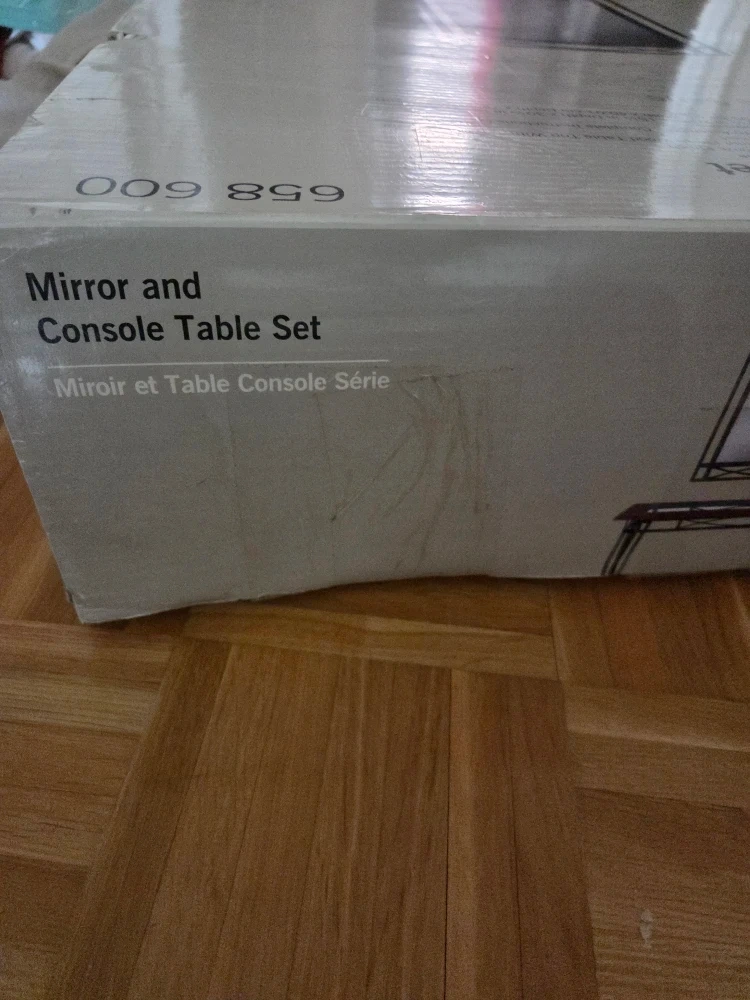 658 600
Mirror and
Console Table Set
Miroir et Table Console Série